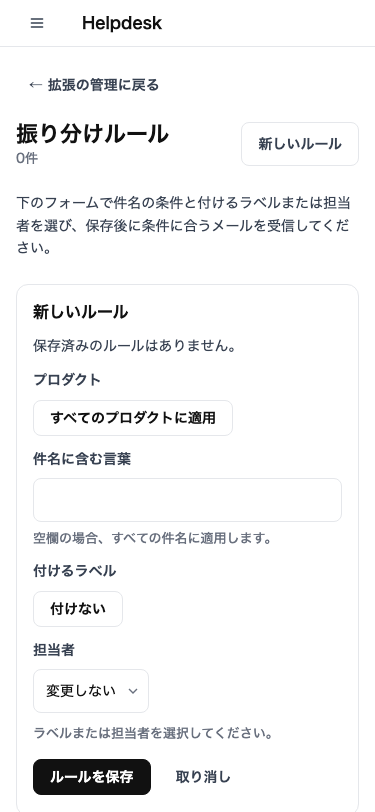 Helpdesk
← 拡張の管理に戻る
振り分けルール
0件
新しいルール
下のフォームで件名の条件と付けるラベルまたは担当
者を選び、保存後に条件に合うメールを受信してくだ
さい。
新しいルール
保存済みのルールはありません。
プロダクト
すべてのプロダクトに適用
件名に含む言葉
空欄の場合、すべての件名に適用します。
付けるラベル
付けない
担当者
変更しない
ラベルまたは担当者を選択してください。
ルールを保存
取り消し